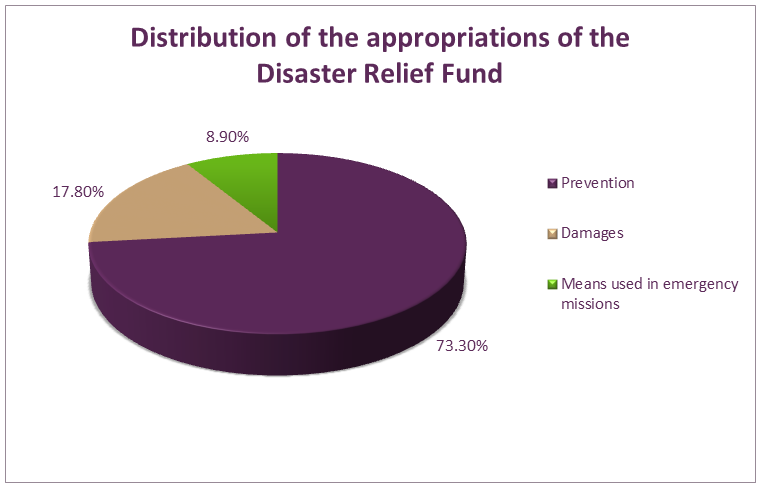 Distribution of the appropriations of the
Disaster Relief Fund
8.90%
17.80%
73.30%
Prevention
Damages
Means used in emergency
missions